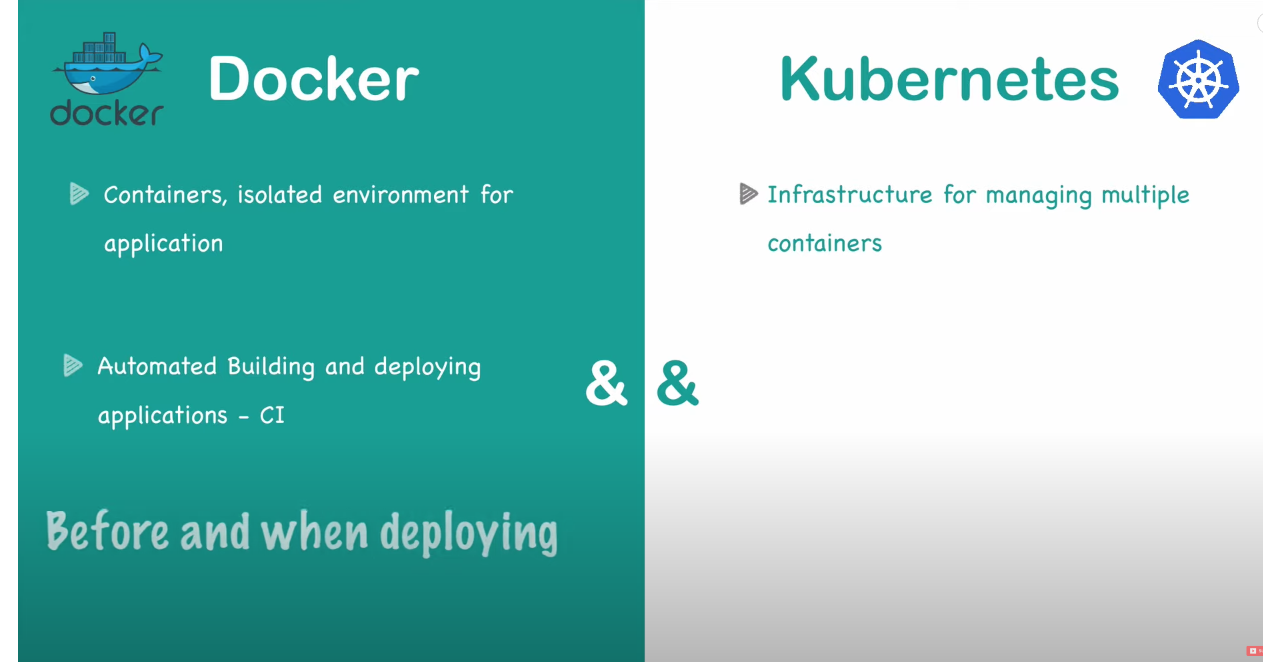 docker
Docker
Containers, isolated environment for
application
Automated Building and deploying
applications - CI
Before and when deploying
&
&
Kubernetes
Infrastructure for managing multiple
containers